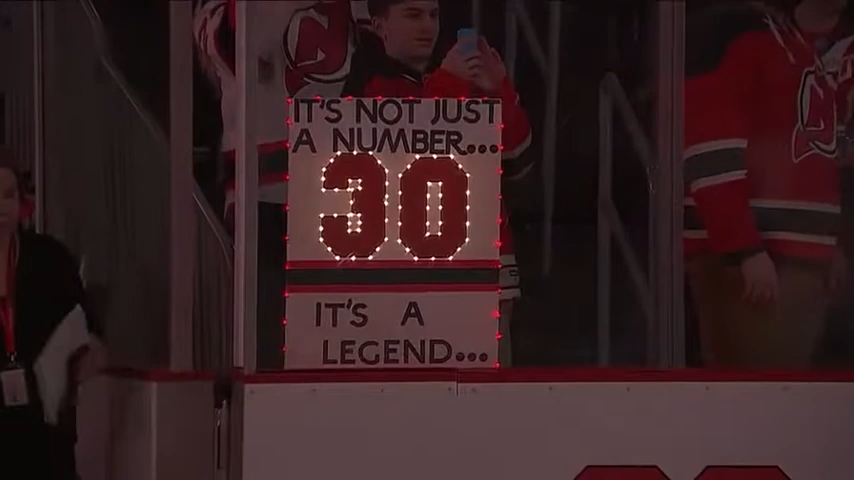 IT'S NOT JUST
A NUMBER...
30
IT'S A
LEGEND...